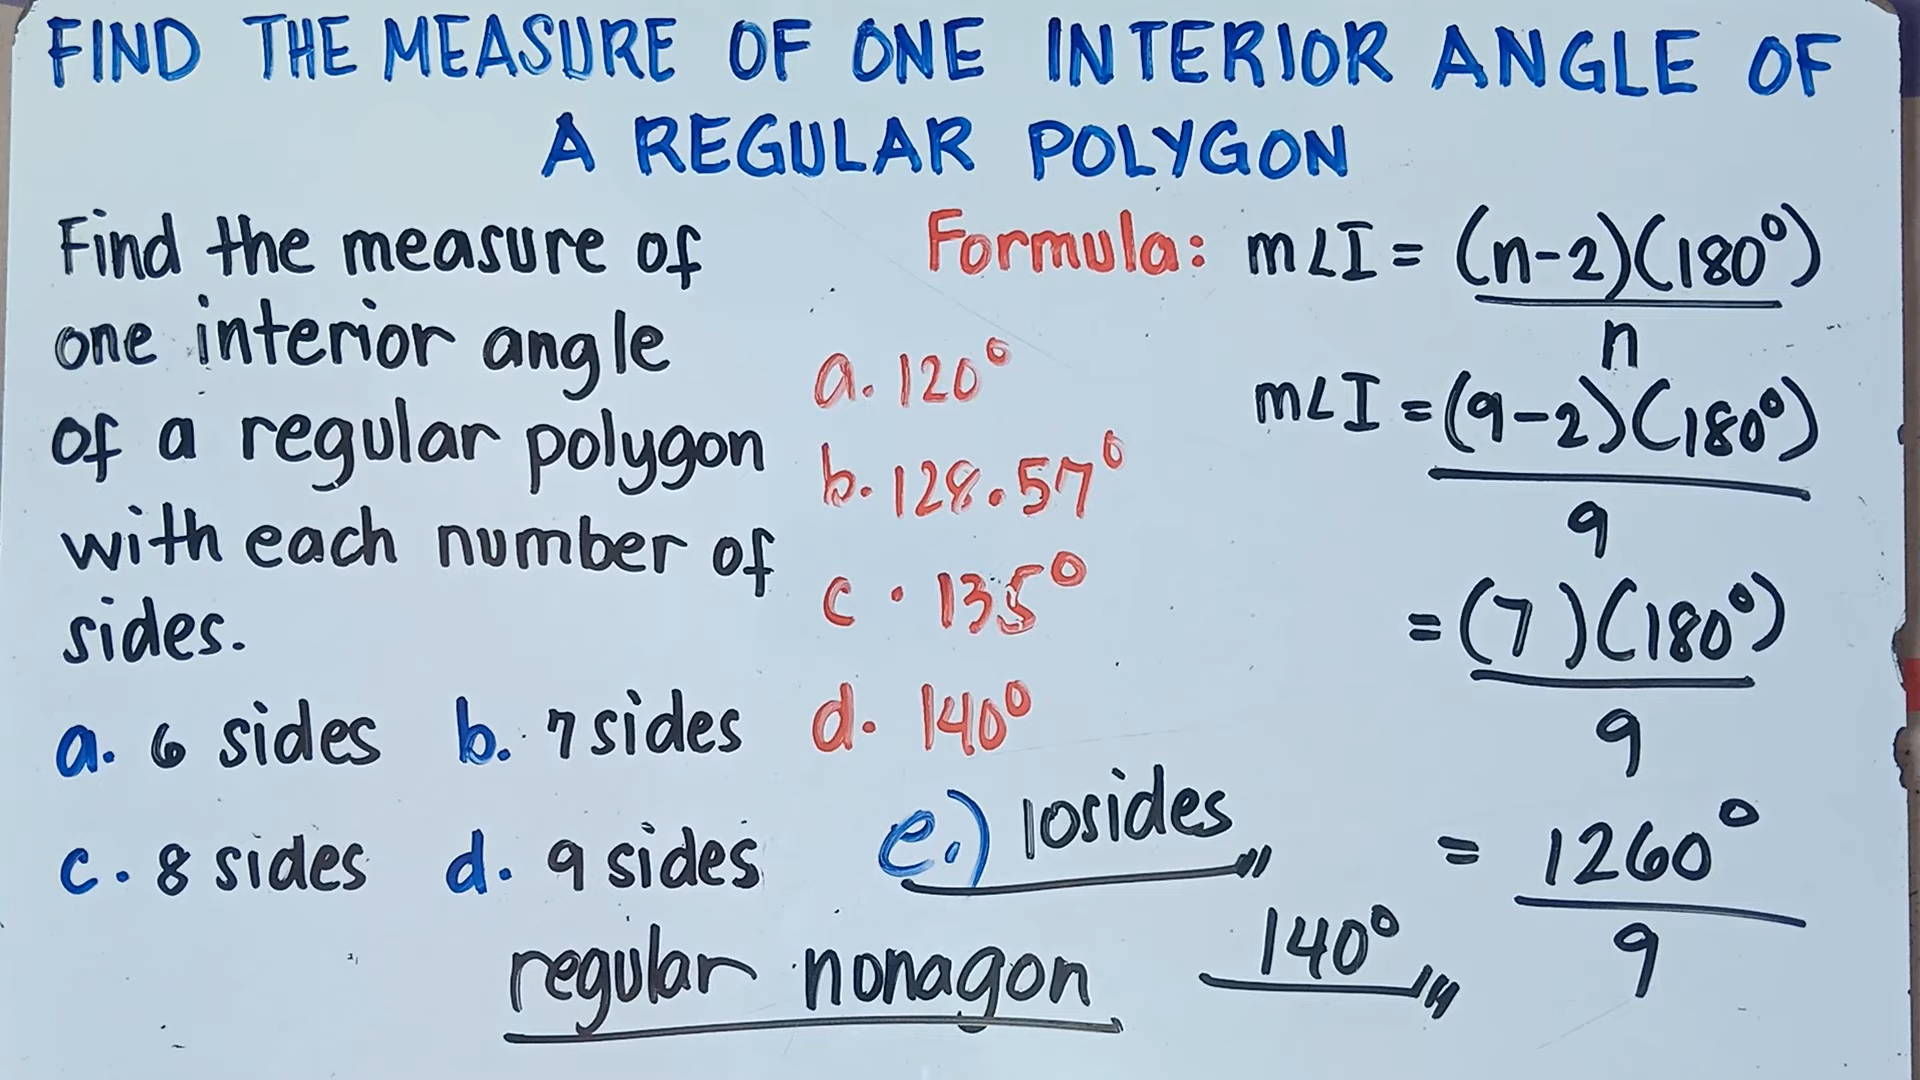 FIND THE MEASURE OF ONE INTERIOR ANGLE OF
A REGULAR POLYGON
Find the measure of
one interior angle
of a regular polygon
with each number of
sides.
a. 6 sides b. 7 sides
c. 8 sides d. 9 sides
e.) 10 sides
regular nonagon
a. 120°
b. 128.57°
c. 135°
d. 140°
Formula: m∠I = (n-2)(180°)
n
m∠I = (9-2)(180°)
9
= (7)(180°)
9
= 1260°
9
140°